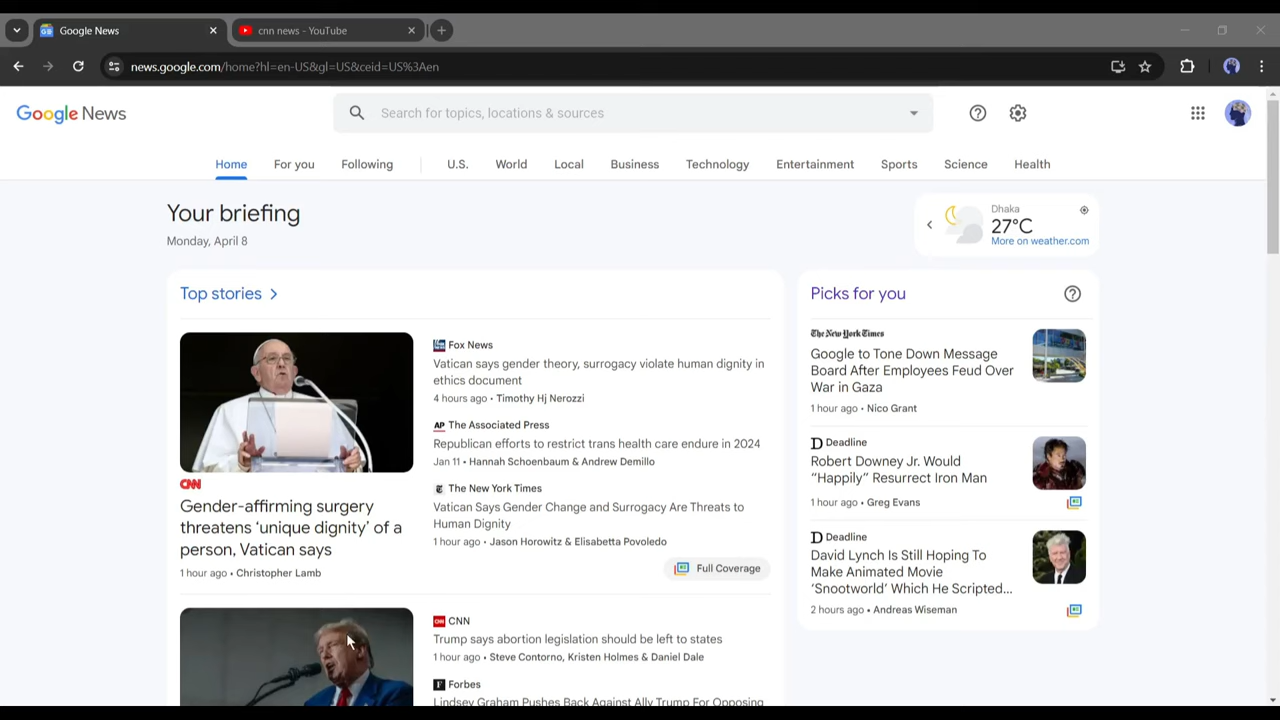 Google News
cnn news - YouTube
news.google.com/home?hl=en-US&gl=US&ceid=US%3Aen
Google News
Search for topics, locations & sources
Home
For you
Following
U.S.
World
Local
Business
Technology
Entertainment
Sports
Science
Health
Your briefing
Monday, April 8
Dhaka
27°C
More on weather.com
Top stories
CNN
Gender-affirming surgery
threatens ‘unique dignity’ of a
person, Vatican says
1 hour ago • Christopher Lamb
Fox News
Vatican says gender theory, surrogacy violate human dignity in
ethics document
4 hours ago • Timothy Hj Nerozzi
AP The Associated Press
Republican efforts to restrict trans health care endure in 2024
Jan 11 • Hannah Schoenbaum & Andrew Demillo
The New York Times
Vatican Says Gender Change and Surrogacy Are Threats to
Human Dignity
1 hour ago • Jason Horowitz & Elisabetta Povoledo
Full Coverage
CNN
Trump says abortion legislation should be left to states
1 hour ago • Steve Contorno, Kristen Holmes & Daniel Dale
Forbes
Lindsey Graham Pushes Back Against Ally Trump For Opposing
Picks for you
The New York Times
Google to Tone Down Message
Board After Employees Feud Over
War in Gaza
1 hour ago • Nico Grant
Deadline
Robert Downey Jr. Would
“Happily” Resurrect Iron Man
1 hour ago • Greg Evans
Deadline
David Lynch Is Still Hoping To
Make Animated Movie
‘Snootworld’ Which He Scripted...
2 hours ago • Andreas Wiseman